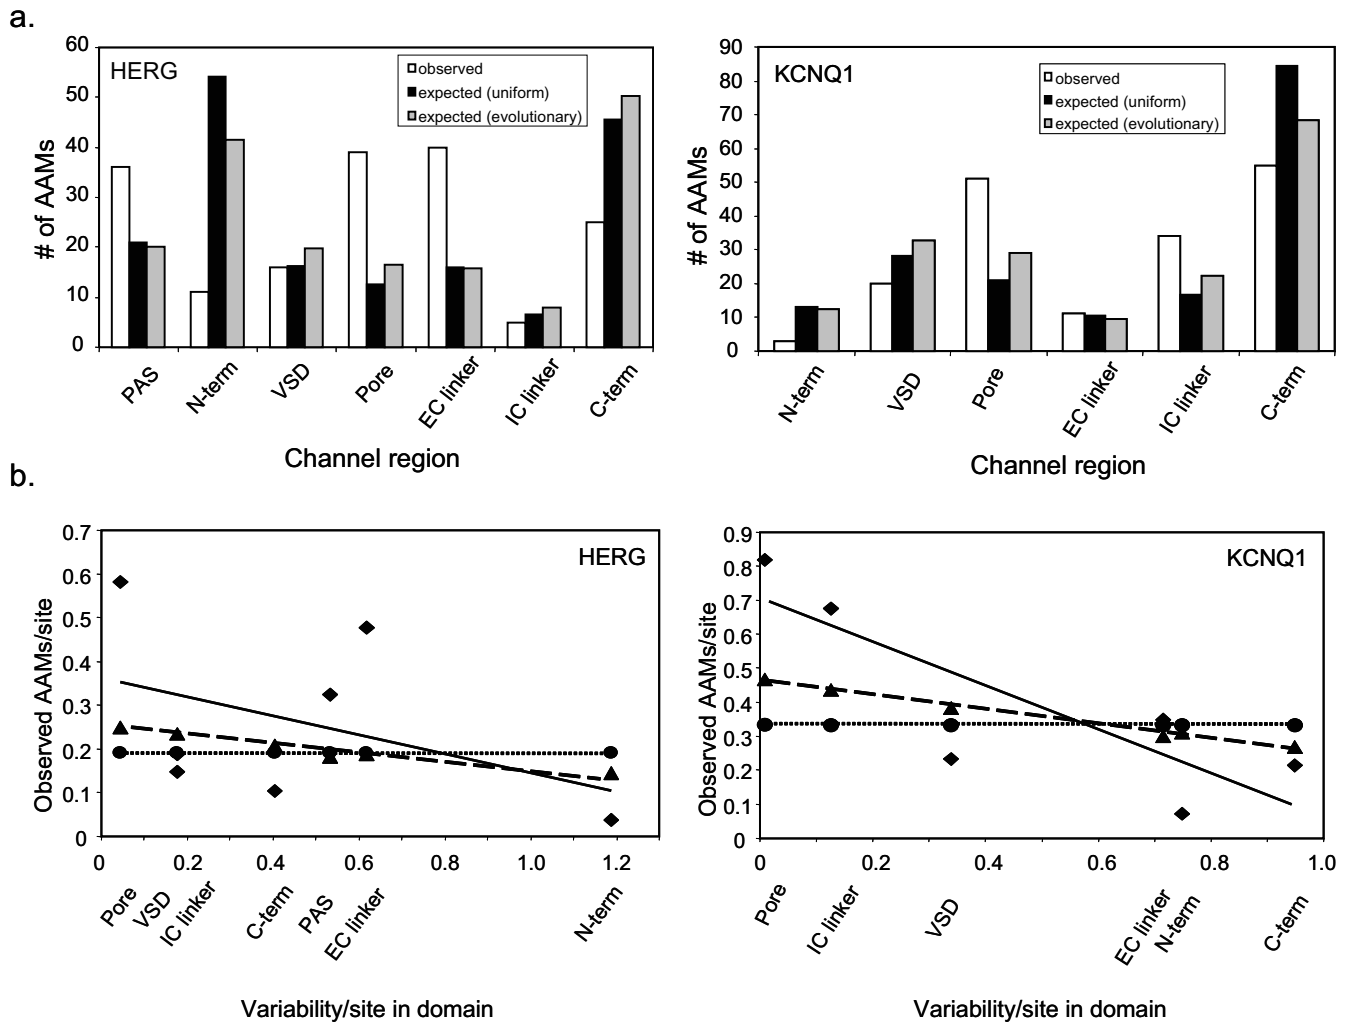 a.
60
50
40
30
20
10
0
# of AAMs
HERG
observed
expected (uniform)
expected (evolutionary)
PAS
N-term
VSD
Pore
EC linker
IC linker
C-term
Channel region
90
80
70
60
50
40
30
20
10
0
# of AAMs
KCNQ1
observed
expected (uniform)
expected (evolutionary)
N-term
VSD
Pore
EC linker
IC linker
C-term
Channel region
b.
0.7
0.6
0.5
0.4
0.3
0.2
0.1
0
Observed AAMs/site
HERG
0 0.2 0.4 0.6 0.8 1.0 1.2
Pore
VSD
IC linker
C-term
PAS
EC linker
N-term
Variability/site in domain
0.9
0.8
0.7
0.6
0.5
0.4
0.3
0.2
0.1
0
Observed AAMs/site
KCNQ1
0 0.2 0.4 0.6 0.8 1.0
Pore
IC linker
VSD
EC linker
N-term
C-term
Variability/site in domain